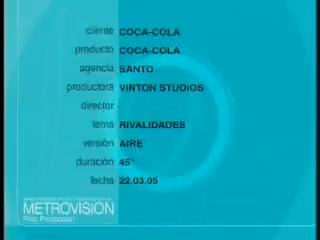 cliente COCA-COLA
producto COCA-COLA
agencia SANTO
productora VINTON STUDIOS
director
tema RIVALIDADES
versión AIRE
duración 45"
fecha 22.03.05
METROVISIÓN
Post Producción